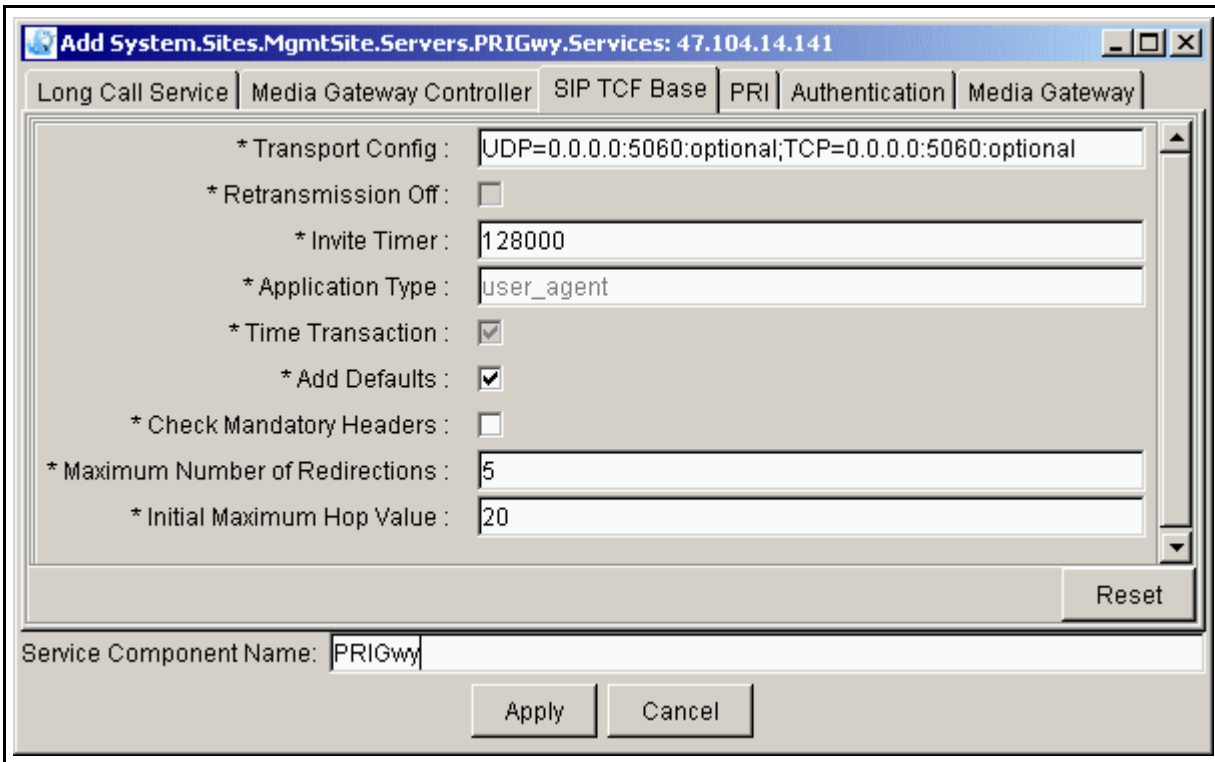 Add System.Sites.MgmtSite.Servers.PRIGwy.Services: 47.104.14.141
Long Call Service Media Gateway Controller SIP TCF Base PRI Authentication Media Gateway
* Transport Config : UDP=0.0.0.0:5060:optional;TCP=0.0.0.0:5060:optional
* Retransmission Off :
* Invite Timer : 128000
* Application Type : user_agent
* Time Transaction :
* Add Defaults :
* Check Mandatory Headers :
* Maximum Number of Redirections : 5
* Initial Maximum Hop Value : 20
Reset
Service Component Name: PRIGwy
Apply Cancel